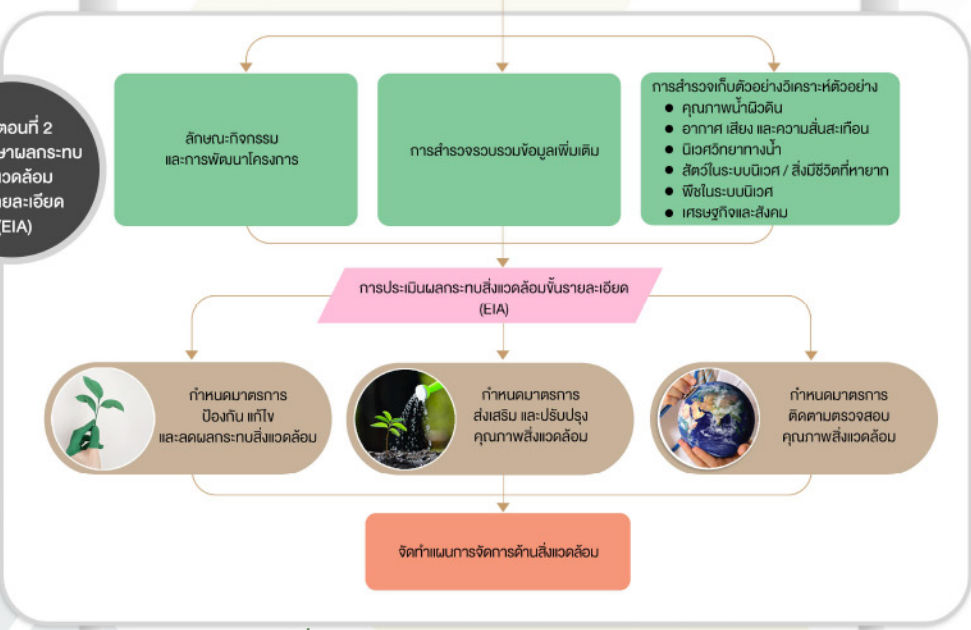 ตอนที่ 2
ษาผลกระทบ
แวดล้อม
ายละเอียด
(EIA)
ลักษณะกิจกรรม
และการพัฒนาโครงการ
การสำรวจรวบรวมข้อมูลเพิ่มเติม
การสำรวจเก็บตัวอย่างวิเคราะห์ตัวอย่าง
● คุณภาพน้ำผิวดิน
● อากาศ เสียง และความสั่นสะเทือน
● นิเวศวิทยาทางน้ำ
● สัตว์ในระบบนิเวศ / สิ่งมีชีวิตที่หายาก
● พืชในระบบนิเวศ
● เศรษฐกิจและสังคม
การประเมินผลกระทบสิ่งแวดล้อมขั้นรายละเอียด
(EIA)
กำหนดมาตรการ
ป้องกัน แก้ไข
และลดผลกระทบสิ่งแวดล้อม
กำหนดมาตรการ
ส่งเสริม และปรับปรุง
คุณภาพสิ่งแวดล้อม
กำหนดมาตรการ
ติดตามตรวจสอบ
คุณภาพสิ่งแวดล้อม
จัดทำแผนการจัดการด้านสิ่งแวดล้อม